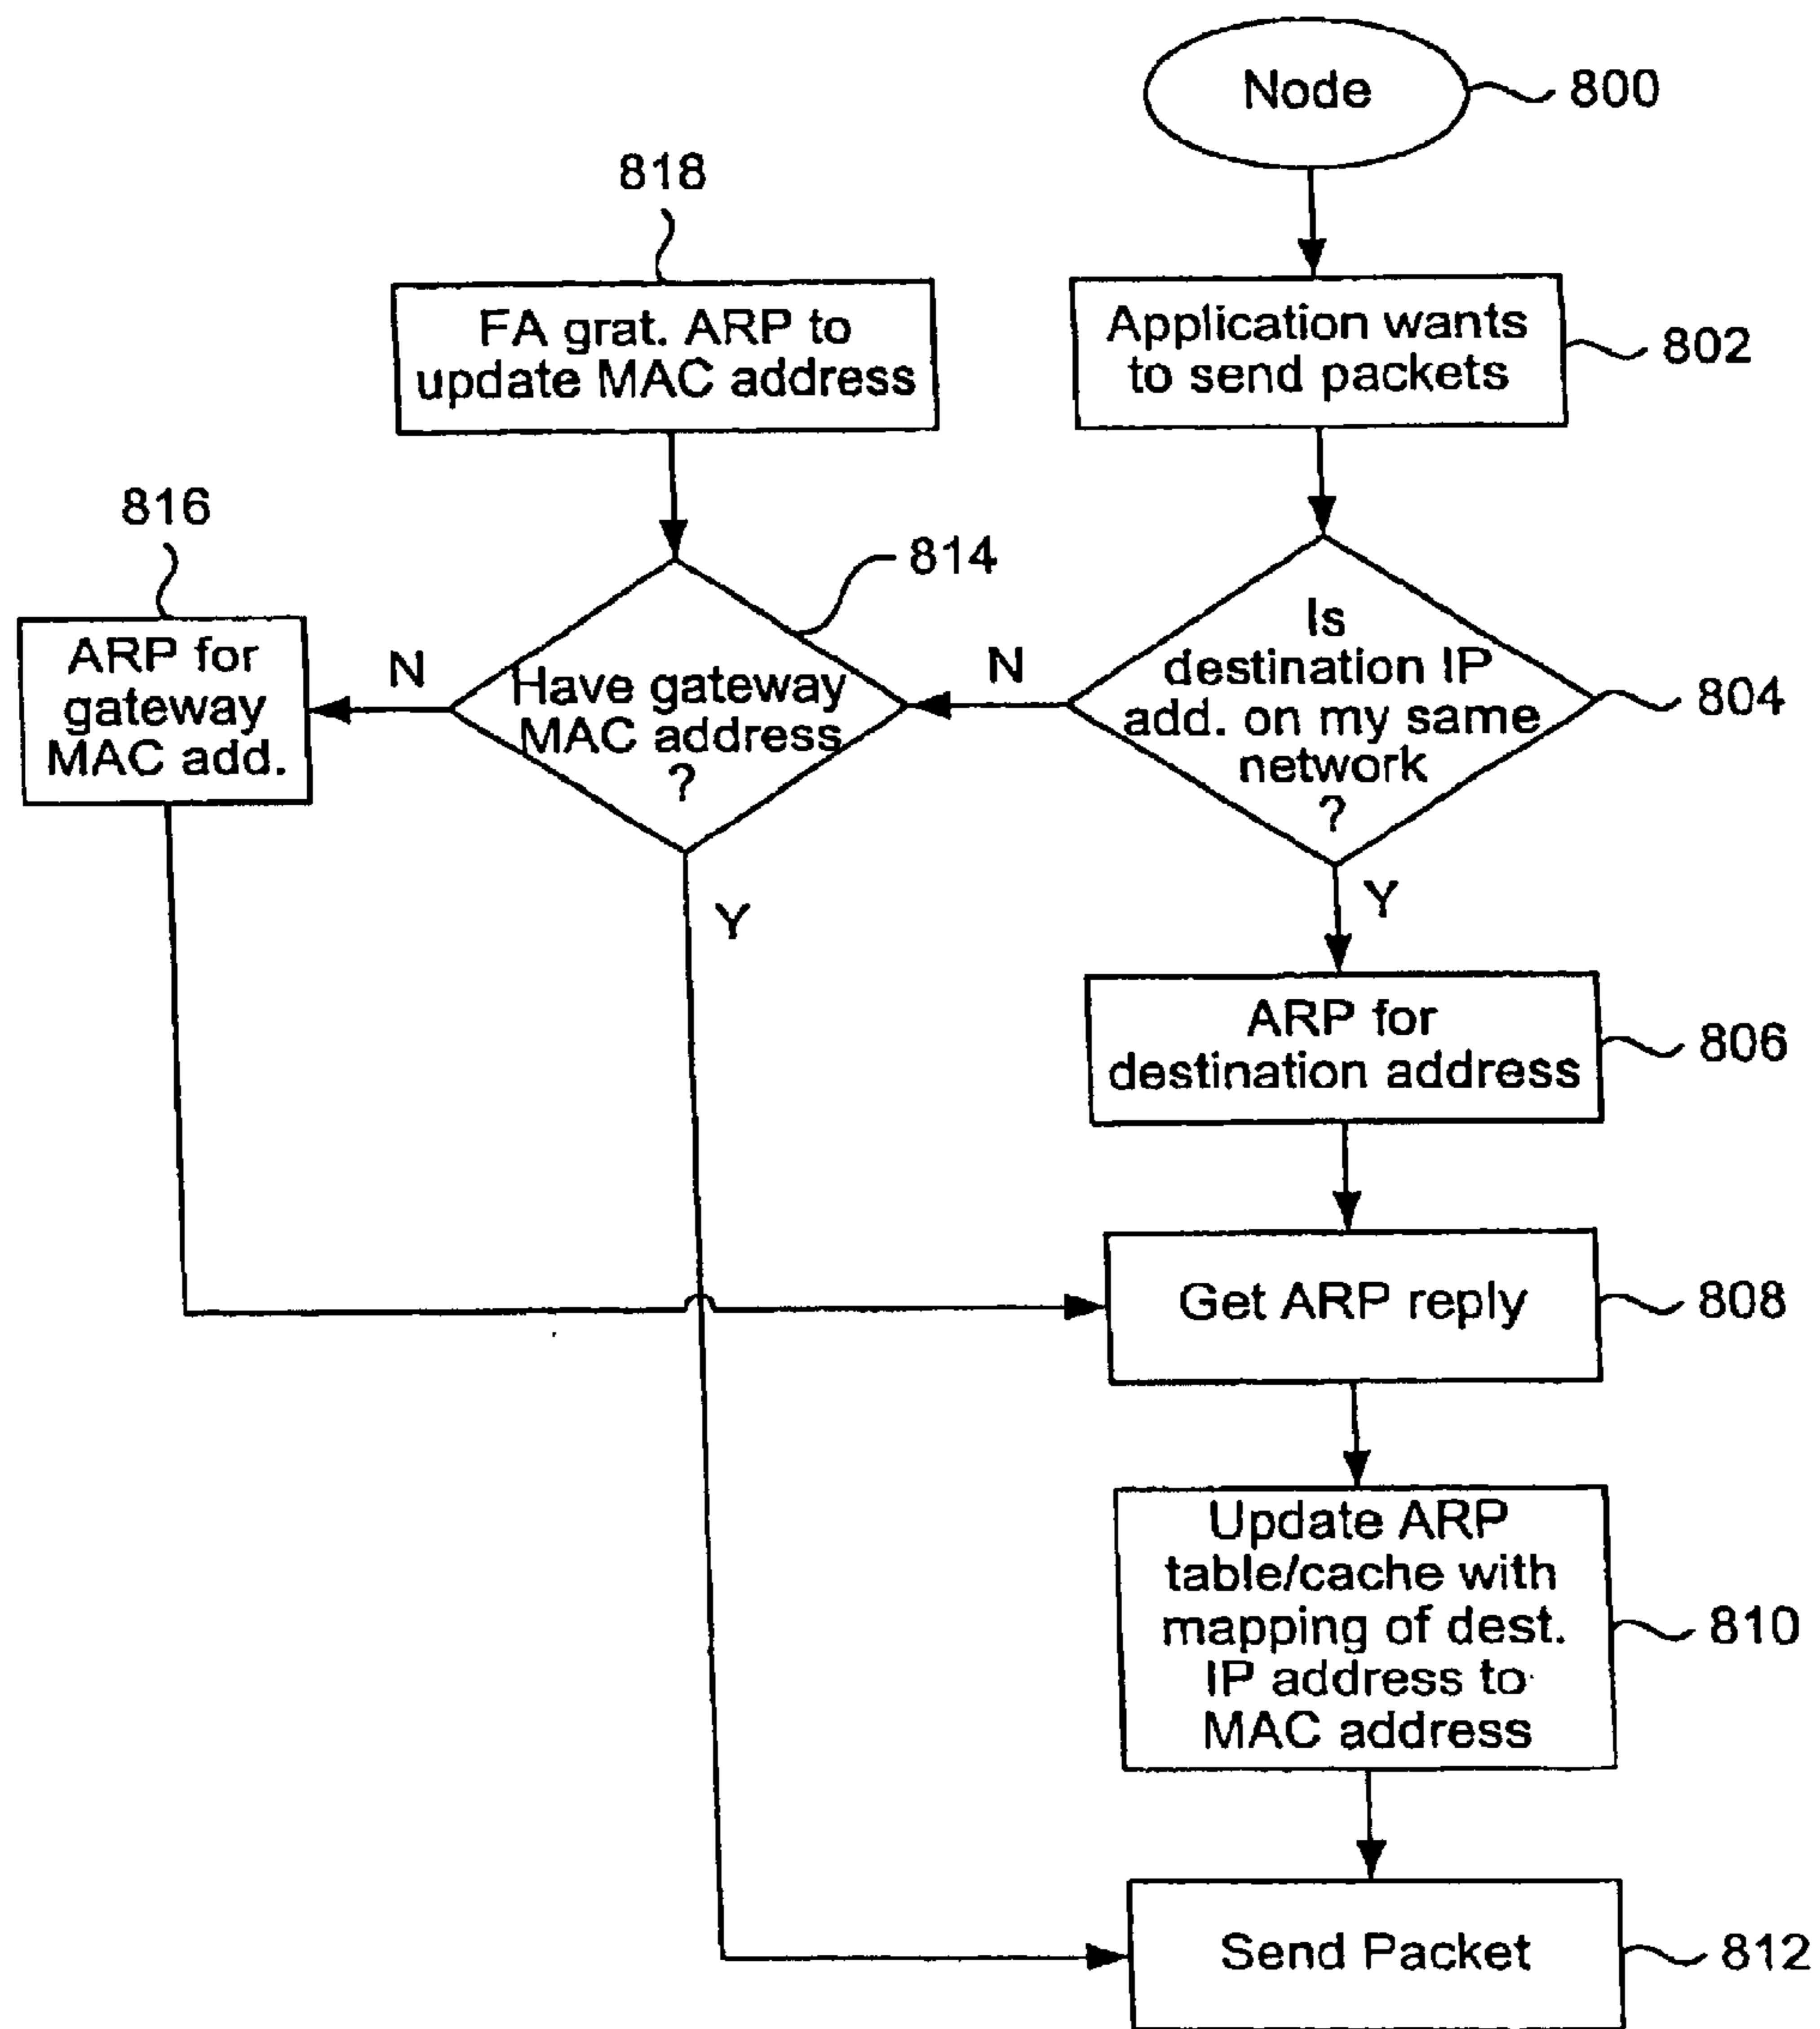 Node
800
818
FA grat. ARP to
update MAC address
Application wants
to send packets
802
816
814
ARP for
gateway
MAC add.
N
Have gateway
MAC address
?
N
Is
destination IP
add. on my same
network
?
804
Y
Y
ARP for
destination address
806
Get ARP reply
808
Update ARP
table/cache with
mapping of dest.
IP address to
MAC address
810
Send Packet
812